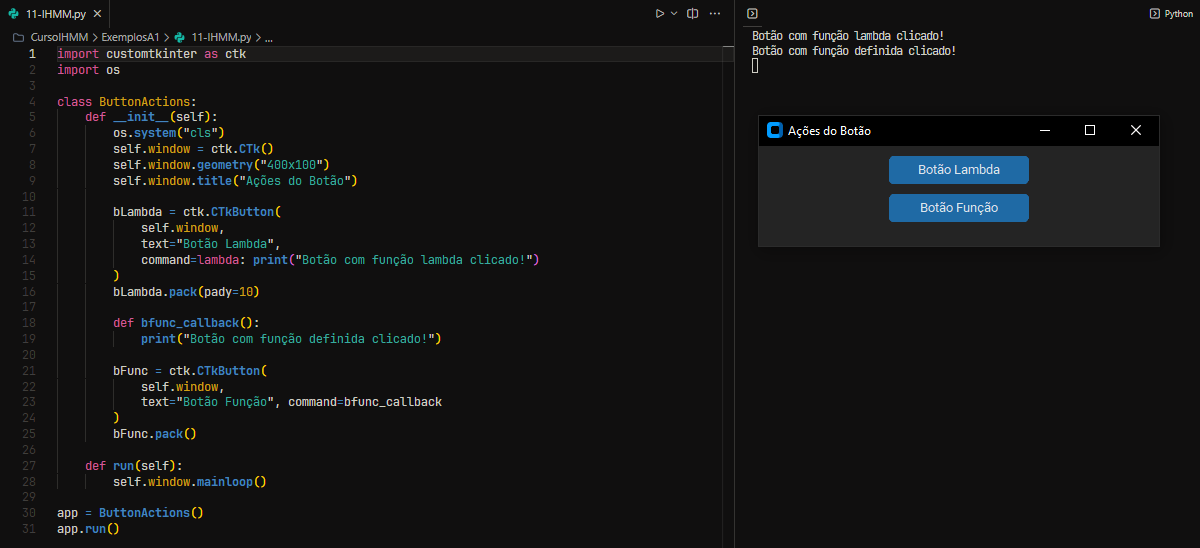 11-IHMM.py
CursoIHMM > ExemplosA1 > 11-IHMM.py > ...
1 import customtkinter as ctk
2 import os
3
4 class ButtonActions:
5     def __init__(self):
6         os.system("cls")
7         self.window = ctk.CTk()
8         self.window.geometry("400x100")
9         self.window.title("Ações do Botão")
10
11         bLambda = ctk.CTkButton(
12             self.window,
13             text="Botão Lambda",
14             command=lambda: print("Botão com função lambda clicado!")
15         )
16         bLambda.pack(pady=10)
17
18         def bfunc_callback():
19             print("Botão com função definida clicado!")
20
21         bFunc = ctk.CTkButton(
22             self.window,
23             text="Botão Função", command=bfunc_callback
24         )
25         bFunc.pack()
26
27     def run(self):
28         self.window.mainloop()
29
30 app = ButtonActions()
31 app.run()
Python
Botão com função lambda clicado!
Botão com função definida clicado!
Ações do Botão
Botão Lambda
Botão Função